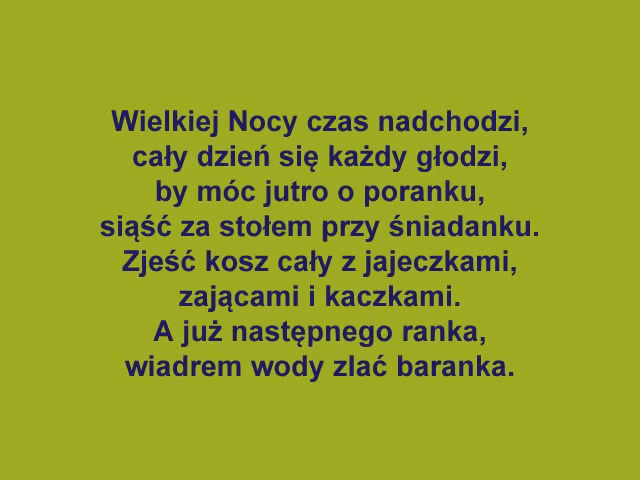 Wielkiej Nocy czas nadchodzi,
cały dzień się każdy głodzi,
by móc jutro o poranku,
siąść za stołem przy śniadanku.
Zjeść kosz cały z jajeczkami,
zającami i kaczkami.
A już następnego ranka,
wiadrem wody zlać baranka.